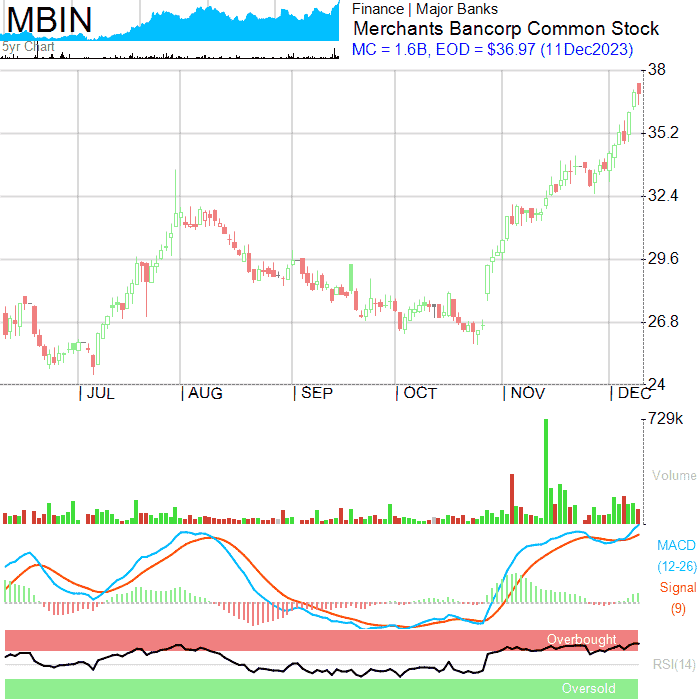 MBIN
5yr Chart
Finance | Major Banks
Merchants Bancorp Common Stock
MC = 1.6B, EOD = $36.97 (11Dec2023)
38
35.2
32.4
29.6
26.8
24
JUL AUG SEP OCT NOV DEC
729k
Volume
MACD
(12-26)
Signal
(9)
Overbought
RSI(14)
Oversold